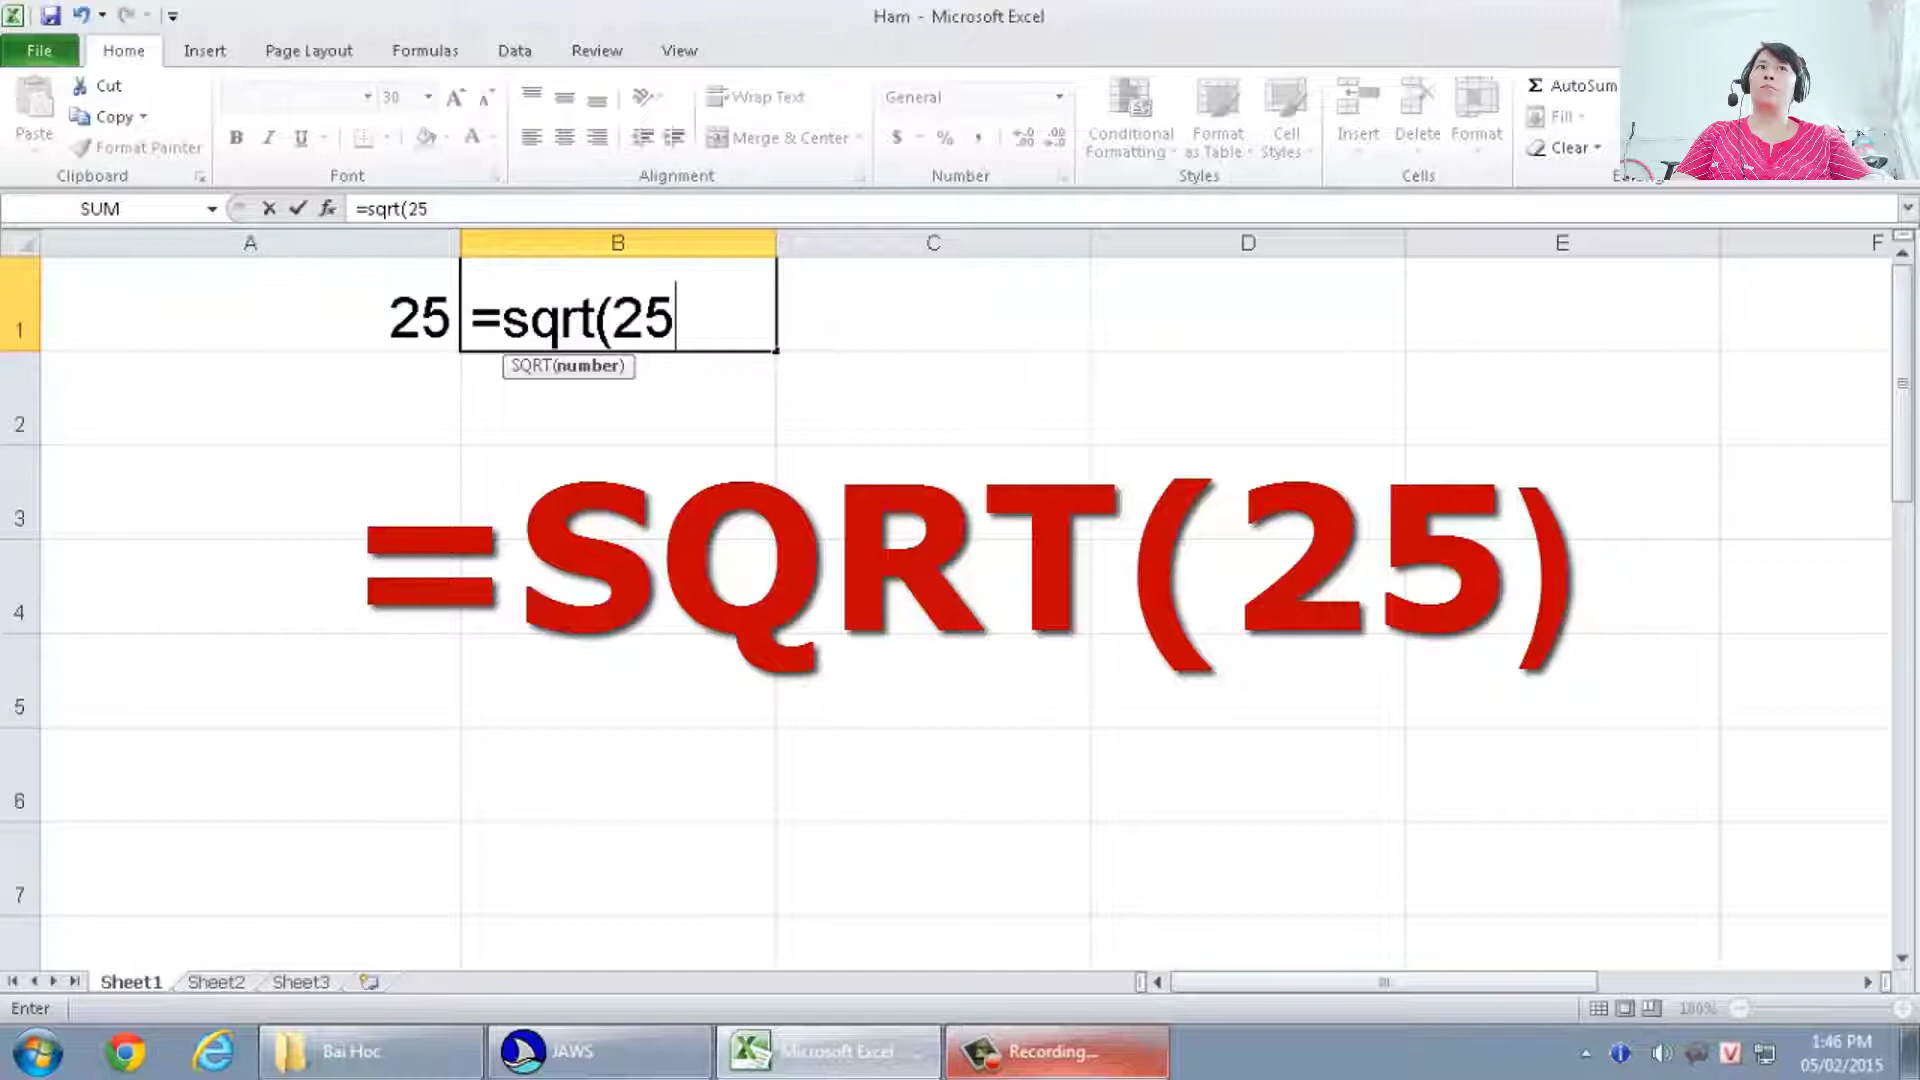 Ham - Microsoft Excel
File Home Insert Page Layout Formulas Data Review View
Paste
Cut
Copy
Format Painter
Clipboard
30
B I U
A
Font
Wrap Text
Merge & Center
Alignment
General
$ % ,
Number
Conditional Formatting
Format as Table
Cell Styles
Styles
Insert Delete Format
Cells
Σ AutoSum
Fill
Clear
SUM fx =sqrt(25
A B C D E F
1 25 =sqrt(25
SQRT(number)
2
3
=SQRT(25)
4
5
6
7
Sheet1 Sheet2 Sheet3
Enter
Bai Hoc JAWS Microsoft Excel Recording...
V
1:46 PM
05/02/2015